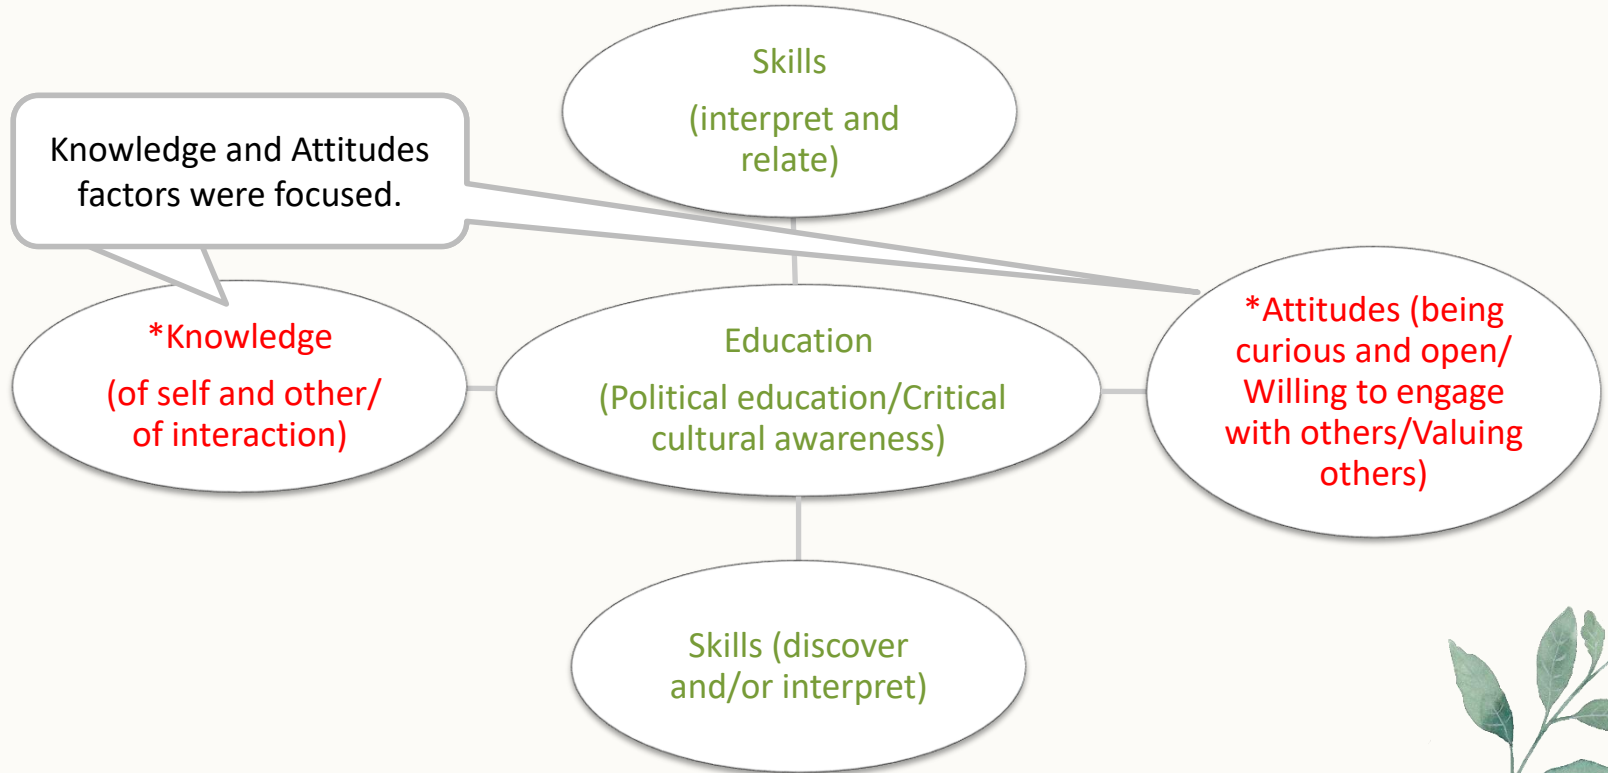 Skills
(interpret and
relate)
Knowledge and Attitudes
factors were focused.
*Knowledge
(of self and other/
of interaction)
Education
(Political education/Critical
cultural awareness)
*Attitudes (being
curious and open/
Willing to engage
with others/Valuing
others)
Skills (discover
and/or interpret)